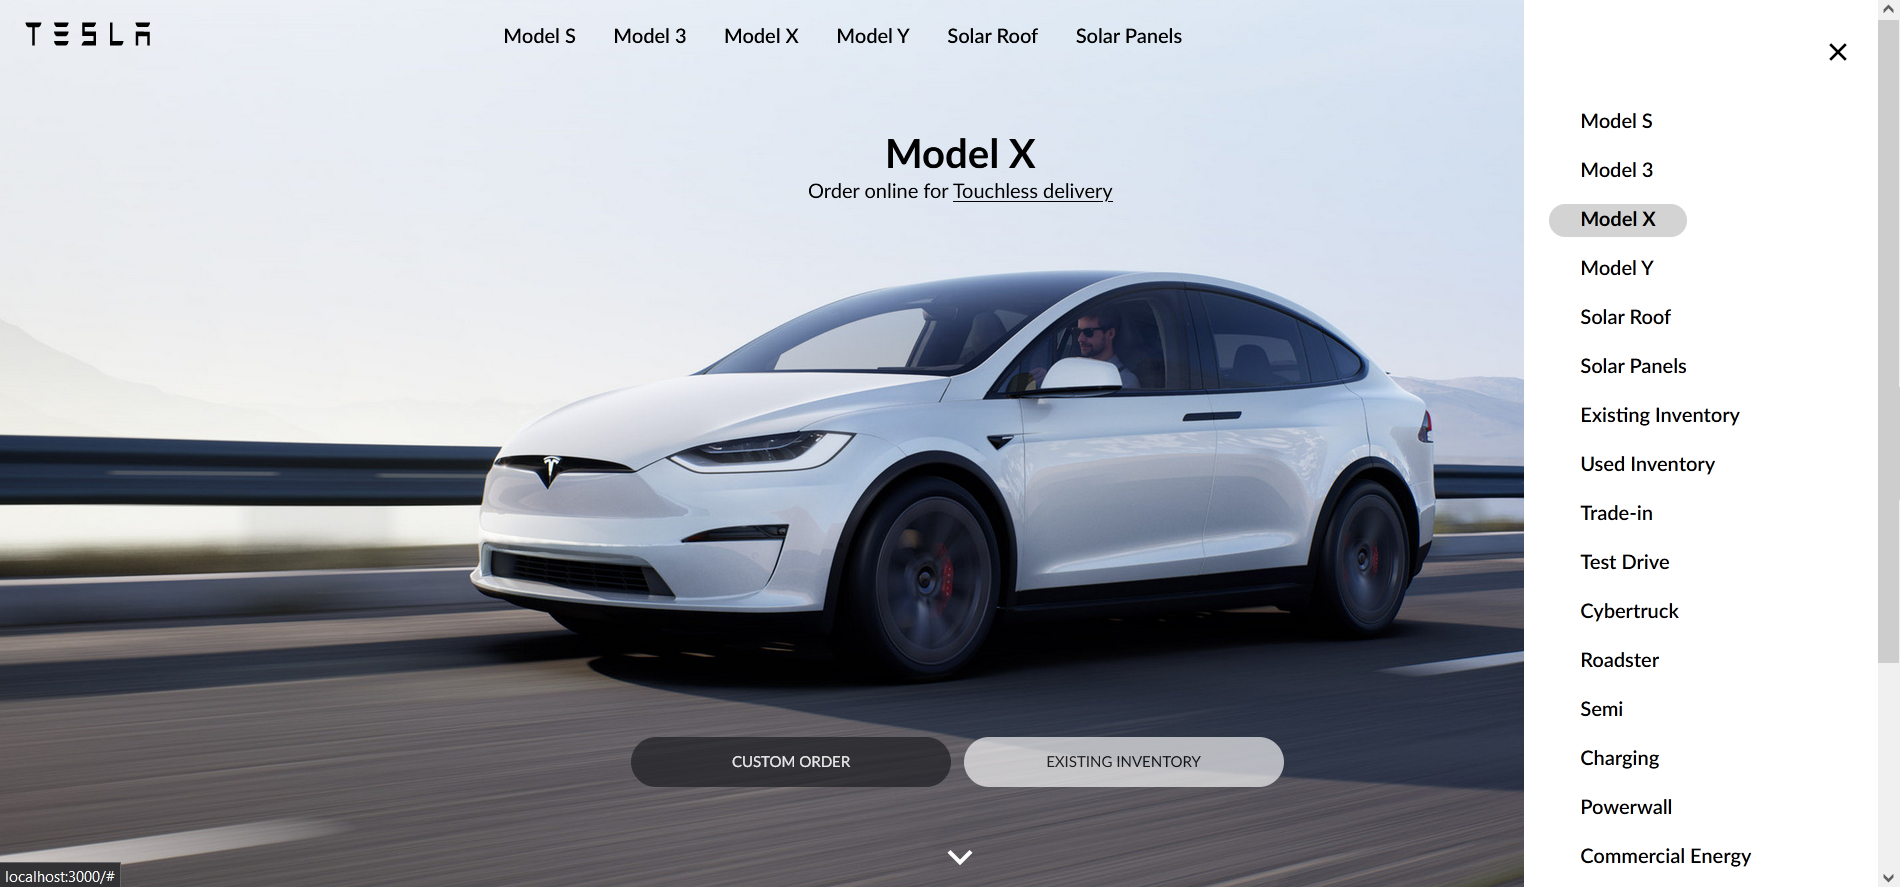 TESLA
Model S Model 3 Model X Model Y Solar Roof Solar Panels
Model X
Order online for Touchless delivery
CUSTOM ORDER EXISTING INVENTORY
Model S
Model 3
Model X
Model Y
Solar Roof
Solar Panels
Existing Inventory
Used Inventory
Trade-in
Test Drive
Cybertruck
Roadster
Semi
Charging
Powerwall
Commercial Energy
localhost:3000/#